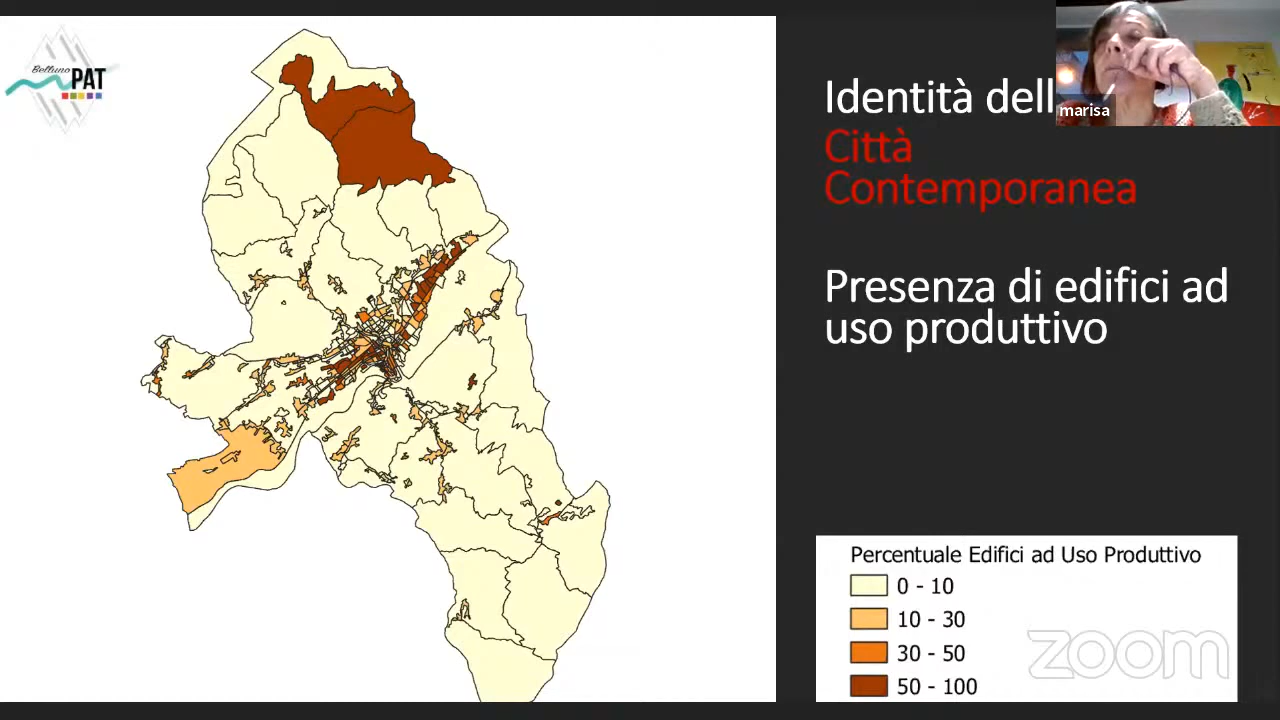 Belluno
PAT
Identità dell
Città
Contemporanea
Presenza di edifici ad
uso produttivo
marisa
Percentuale Edifici ad Uso Produttivo
0 - 10
10 - 30
30 - 50
50 - 100
zoom